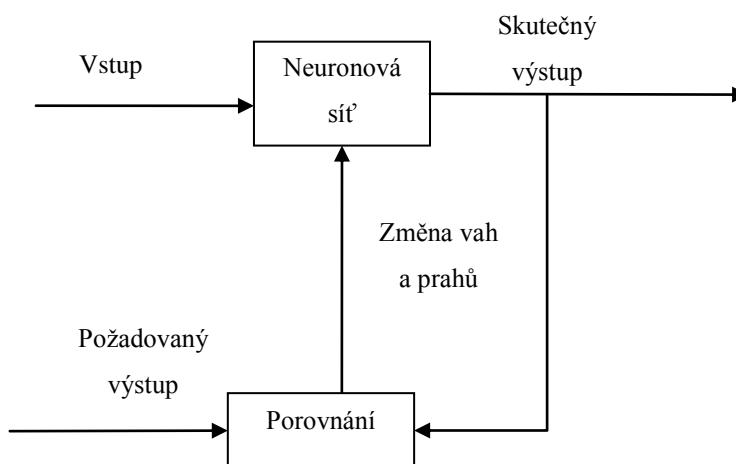 Vstup
Neuronová
síť
Skutečný
výstup
Změna vah
a prahů
Požadovaný
výstup
Porovnání